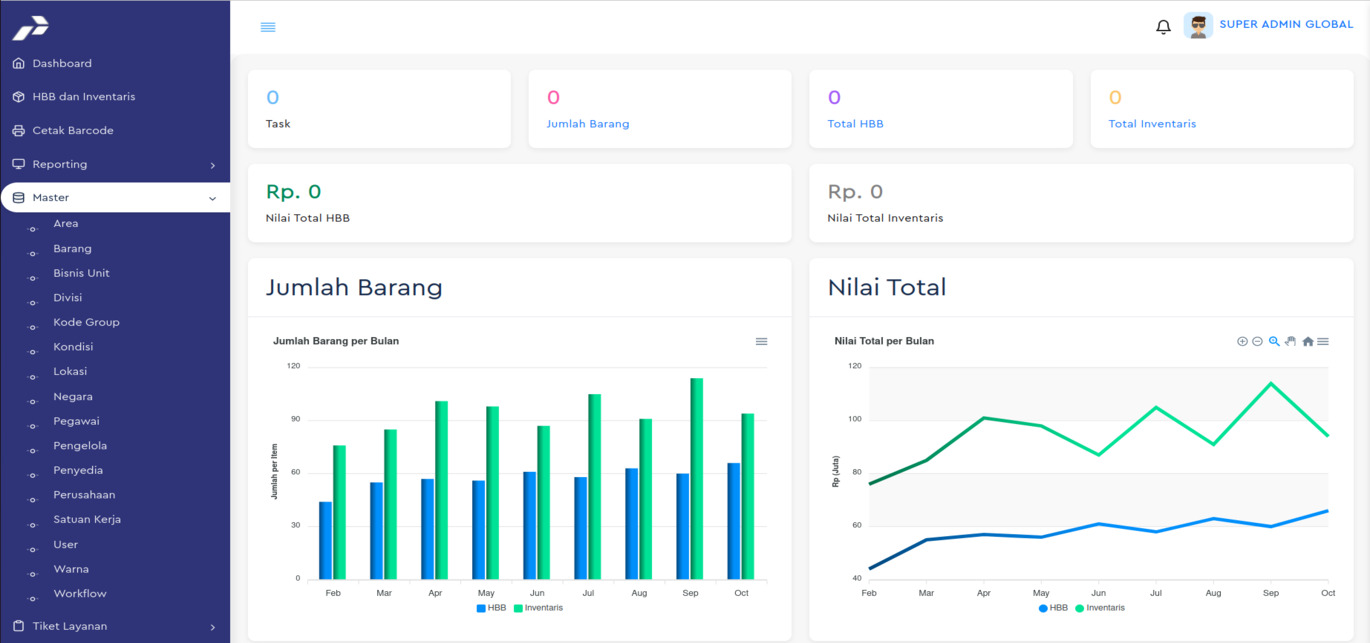 SUPER ADMIN GLOBAL
Dashboard
HBB dan Inventaris
Cetak Barcode
Reporting
Master
Area
Barang
Bisnis Unit
Divisi
Kode Group
Kondisi
Lokasi
Negara
Pegawai
Pengelola
Penyedia
Perusahaan
Satuan Kerja
User
Warna
Workflow
Tiket Layanan
0
Task
0
Jumlah Barang
0
Total HBB
0
Total Inventaris
Rp. 0
Nilai Total HBB
Rp. 0
Nilai Total Inventaris
Jumlah Barang
Jumlah Barang per Bulan
120
90
60
30
0
Jumlah per Item
Feb Mar Apr May Jun Jul Aug Sep Oct
HBB Inventaris
Nilai Total
Nilai Total per Bulan
120
100
80
60
40
Rp (Juta)
Feb Mar Apr May Jun Jul Aug Sep Oct
HBB Inventaris